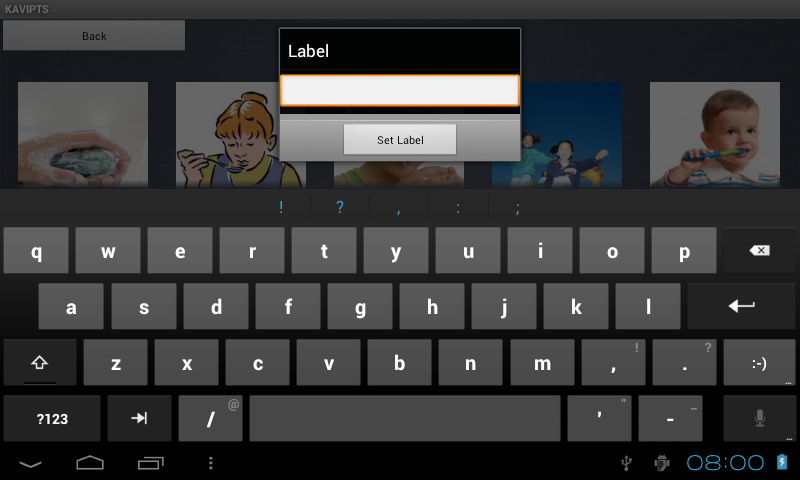 KAVIPTS
Back
Label
Set Label
! ? , : ;
q w e r t y u i o p
a s d f g h j k l
z x c v b n m , ! . ? :-) ...
?123 / @ ' " - _ ...
08:00